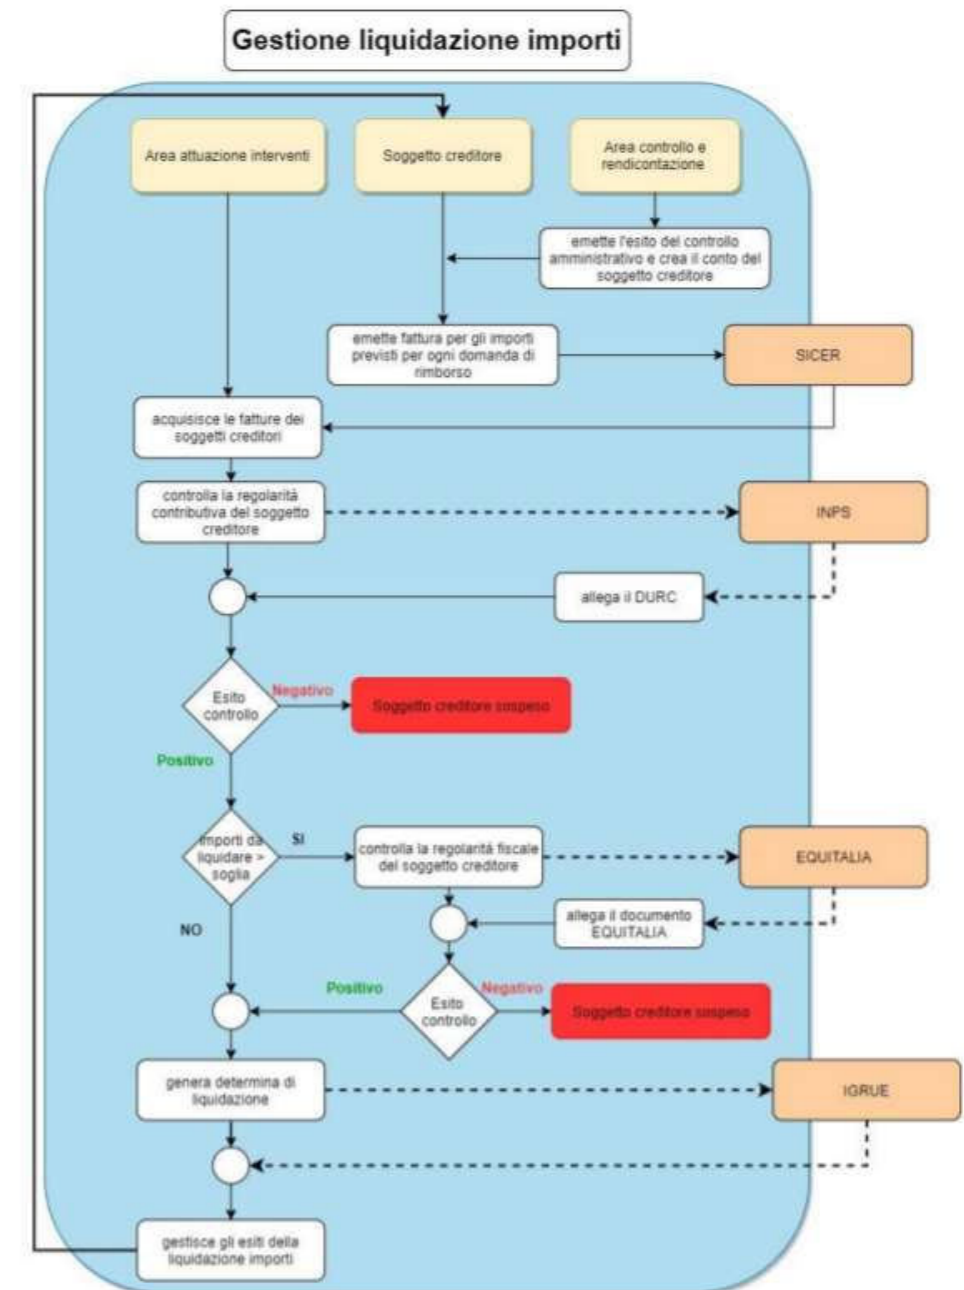 Gestione liquidazione importi
Area attuazione interventi
Soggetto creditore
Area controllo e
rendicontazione
emette l'esito del controllo
amministrativo e crea il conto del
soggetto creditore
emette fattura per gli importi
previsti per ogni domanda di
rimborso
SICER
acquisisce le fatture dei
soggetti creditori
controlla la regolarità
contributiva del soggetto
creditore
INPS
allega il DURC
Esito
controllo
Negativo
Soggetto creditore sospeso
Positivo
importi da
liquidare >
soglia
SI
controlla la regolarità fiscale
del soggetto creditore
EQUITALIA
NO
allega il documento
EQUITALIA
Positivo
Esito
controllo
Negativo
Soggetto creditore sospeso
genera determina di
liquidazione
IGRUE
gestisce gli esiti della
liquidazione importi